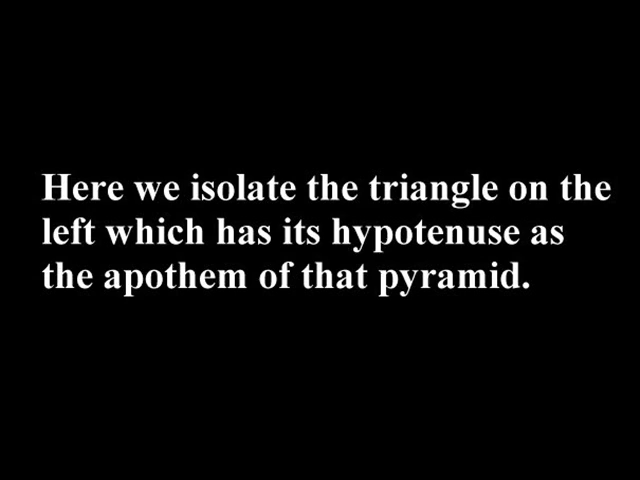 Here we isolate the triangle on the
left which has its hypotenuse as
the apothem of that pyramid.